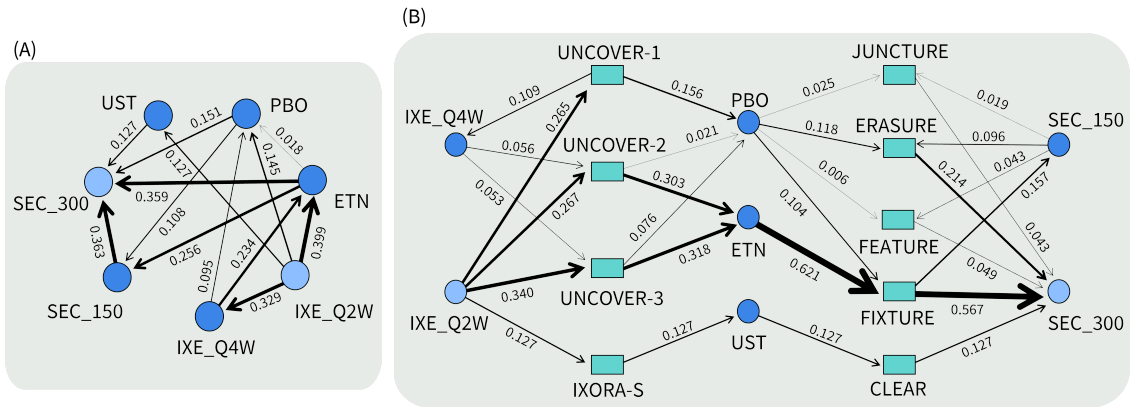 (A)
UST
PBO
0.151
0.127
0.018
0.127
0.145
SEC_300
0.359
ETN
0.108
0.363
0.256
0.234
0.399
0.095
0.329
SEC_150
IXE_Q2W
IXE_Q4W
(B)
UNCOVER-1
JUNCTURE
0.109
0.156
0.025
0.019
IXE_Q4W
0.265
PBO
SEC_150
0.118
ERASURE
0.096
0.056
UNCOVER-2
0.021
0.043
0.053
0.303
0.006
0.214
0.157
0.267
0.076
0.104
ETN
FEATURE
0.043
0.318
0.621
0.049
0.340
UNCOVER-3
IXE_Q2W
FIXTURE
0.567
SEC_300
0.127
0.127
UST
0.127
0.127
IXORA-S
CLEAR